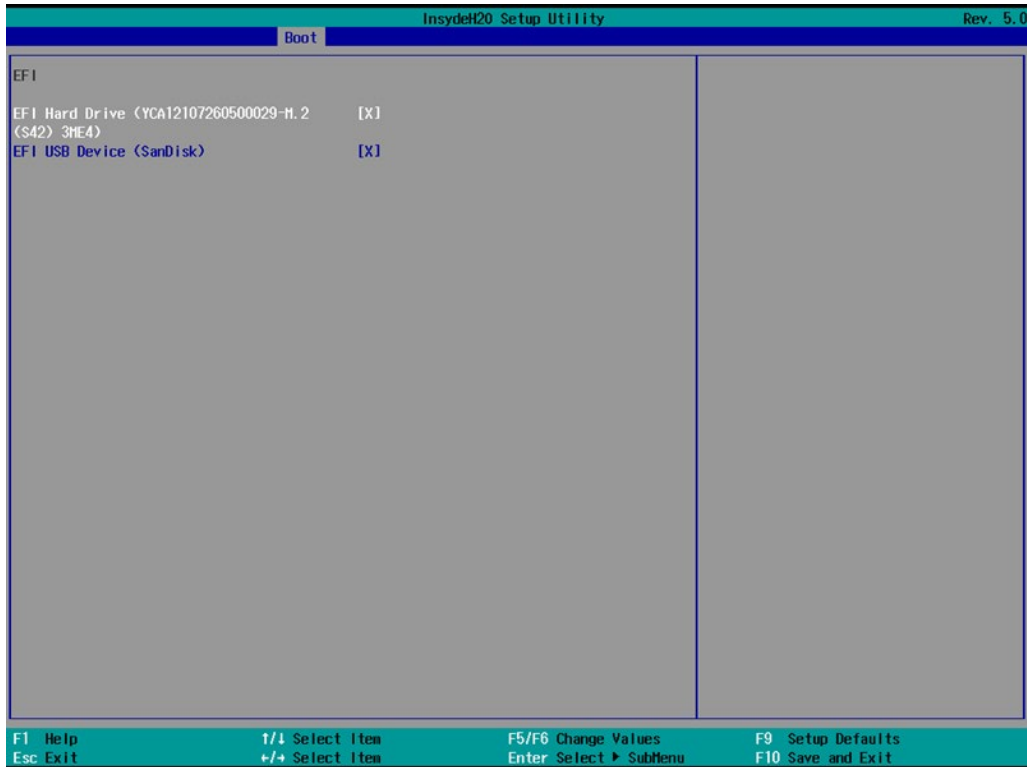 InsydeH20 Setup Utility Rev. 5.0
Boot
EFI
EFI Hard Drive (YCA12107260500029-M.2 [X]
(S42) 3ME4)
EFI USB Device (SanDisk) [X]
F1 Help ↑/↓ Select Item F5/F6 Change Values F9 Setup Defaults
Esc Exit ←/→ Select Item Enter Select ▶ SubMenu F10 Save and Exit